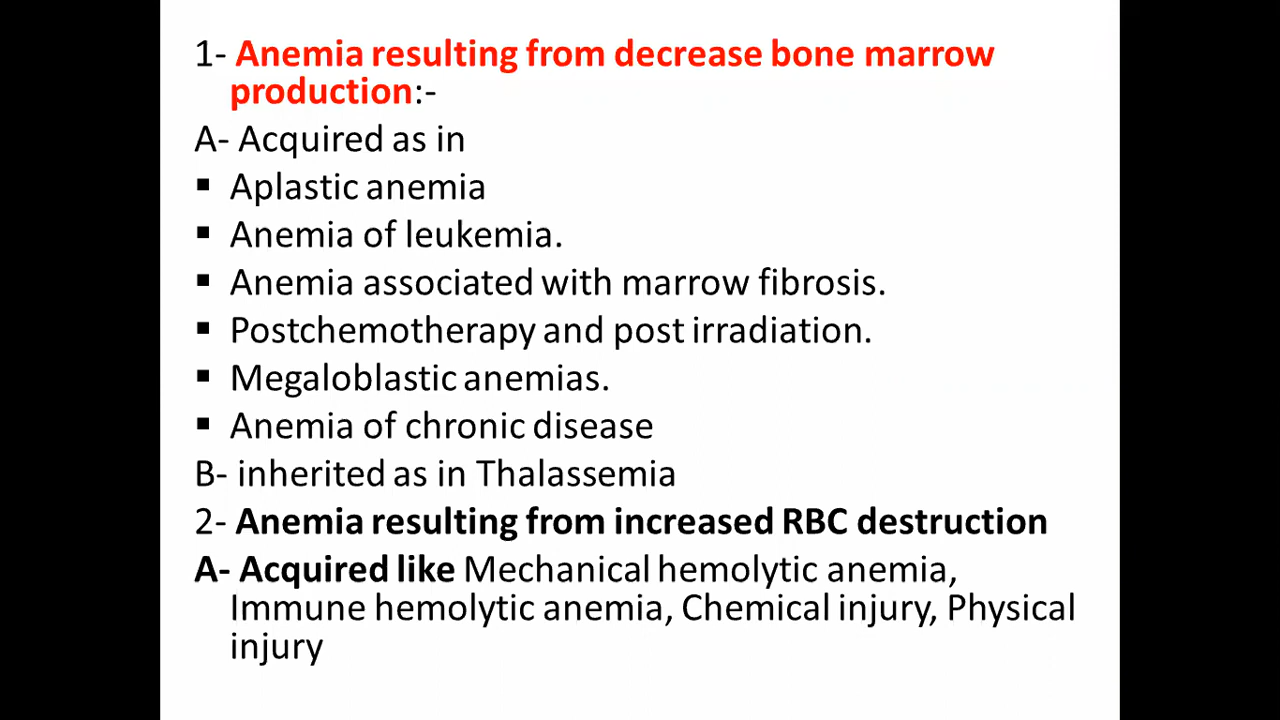 1- Anemia resulting from decrease bone marrow
production:-
A- Acquired as in
▪ Aplastic anemia
▪ Anemia of leukemia.
▪ Anemia associated with marrow fibrosis.
▪ Postchemotherapy and post irradiation.
▪ Megaloblastic anemias.
▪ Anemia of chronic disease
B- inherited as in Thalassemia
2- Anemia resulting from increased RBC destruction
A- Acquired like Mechanical hemolytic anemia,
Immune hemolytic anemia, Chemical injury, Physical
injury